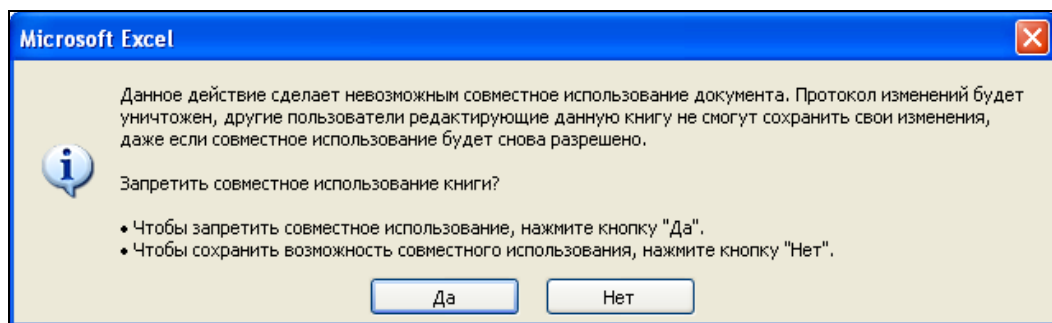 Microsoft Excel
Данное действие сделает невозможным совместное использование документа. Протокол изменений будет
уничтожен, другие пользователи редактирующие данную книгу не смогут сохранить свои изменения,
даже если совместное использование будет снова разрешено.
Запретить совместное использование книги?
• Чтобы запретить совместное использование, нажмите кнопку "Да".
• Чтобы сохранить возможность совместного использования, нажмите кнопку "Нет".
Да
Нет